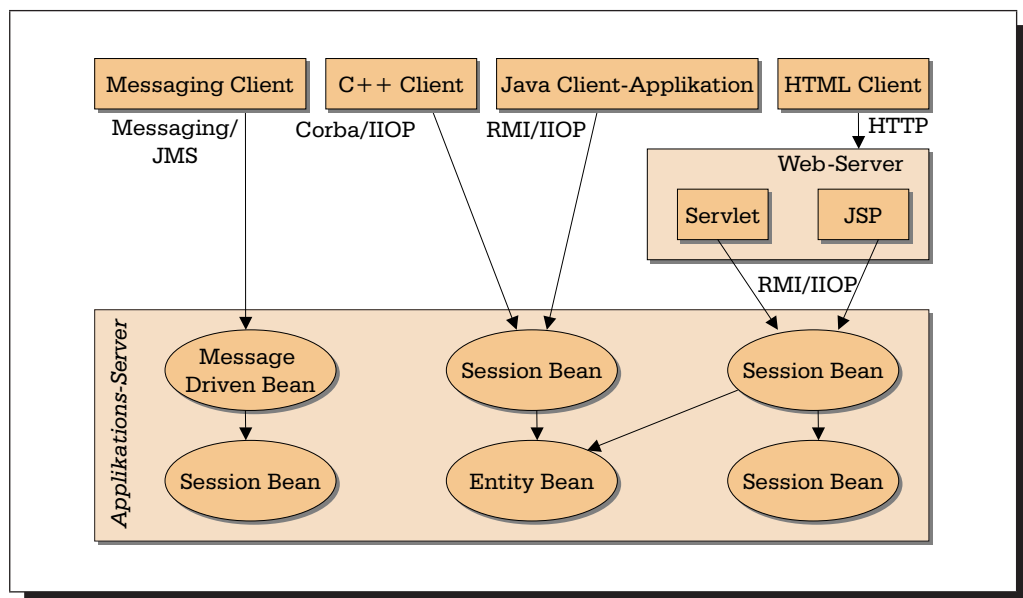 Messaging Client
C++ Client
Java Client-Applikation
HTML Client
Messaging/
JMS
Corba/IIOP
RMI/IIOP
HTTP
Web-Server
Servlet
JSP
RMI/IIOP
Applikations-Server
Message
Driven Bean
Session Bean
Session Bean
Session Bean
Entity Bean
Session Bean